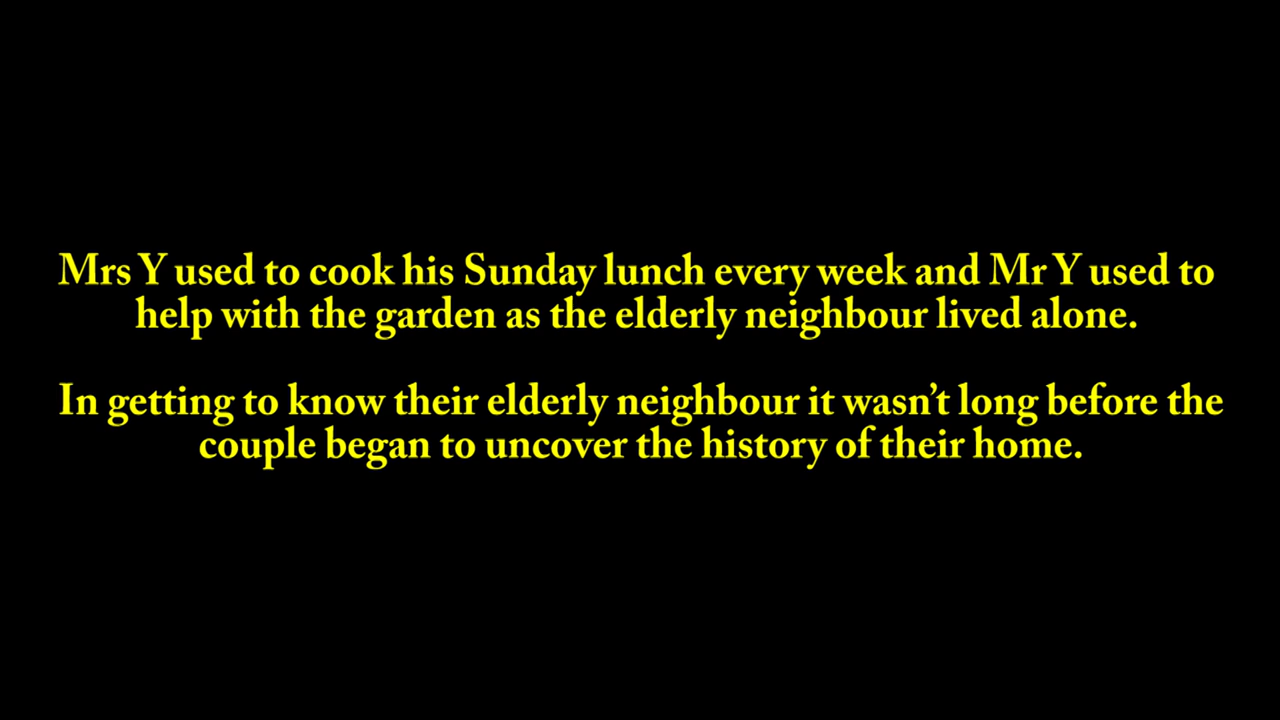 Mrs Y used to cook his Sunday lunch every week and Mr Y used to
help with the garden as the elderly neighbour lived alone.
In getting to know their elderly neighbour it wasn’t long before the
couple began to uncover the history of their home.